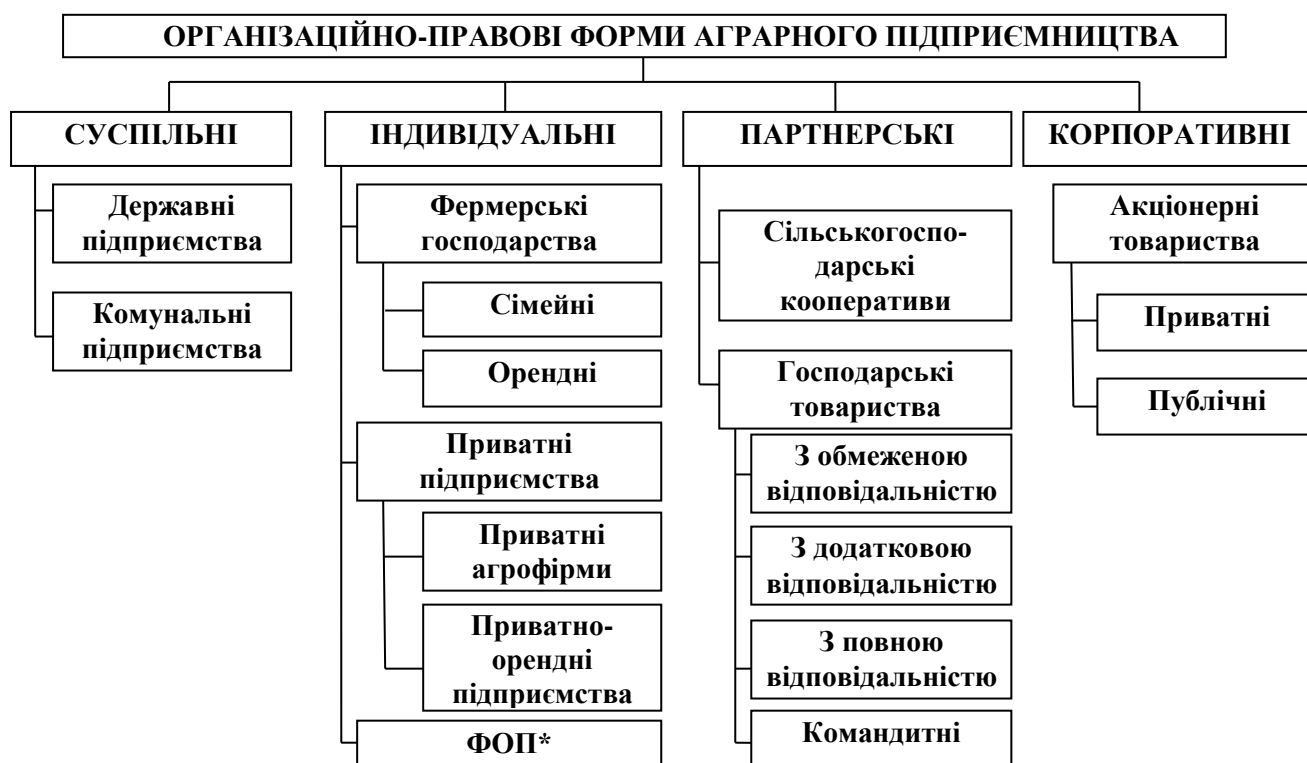 ОРГАНІЗАЦІЙНО-ПРАВОВІ ФОРМИ АГРАРНОГО ПІДПРИЄМНИЦТВА
СУСПІЛЬНІ
Державні
підприємства
Комунальні
підприємства
ІНДИВІДУАЛЬНІ
Фермерські
господарства
Сімейні
Орендні
Приватні
підприємства
Приватні
агрофірми
Приватно-
орендні
підприємства
ФОП*
ПАРТНЕРСЬКІ
Сільськогоспо-
дарські
кооперативи
Господарські
товариства
З обмеженою
відповідальністю
З додатковою
відповідальністю
З повною
відповідальністю
Командитні
КОРПОРАТИВНІ
Акціонерні
товариства
Приватні
Публічні